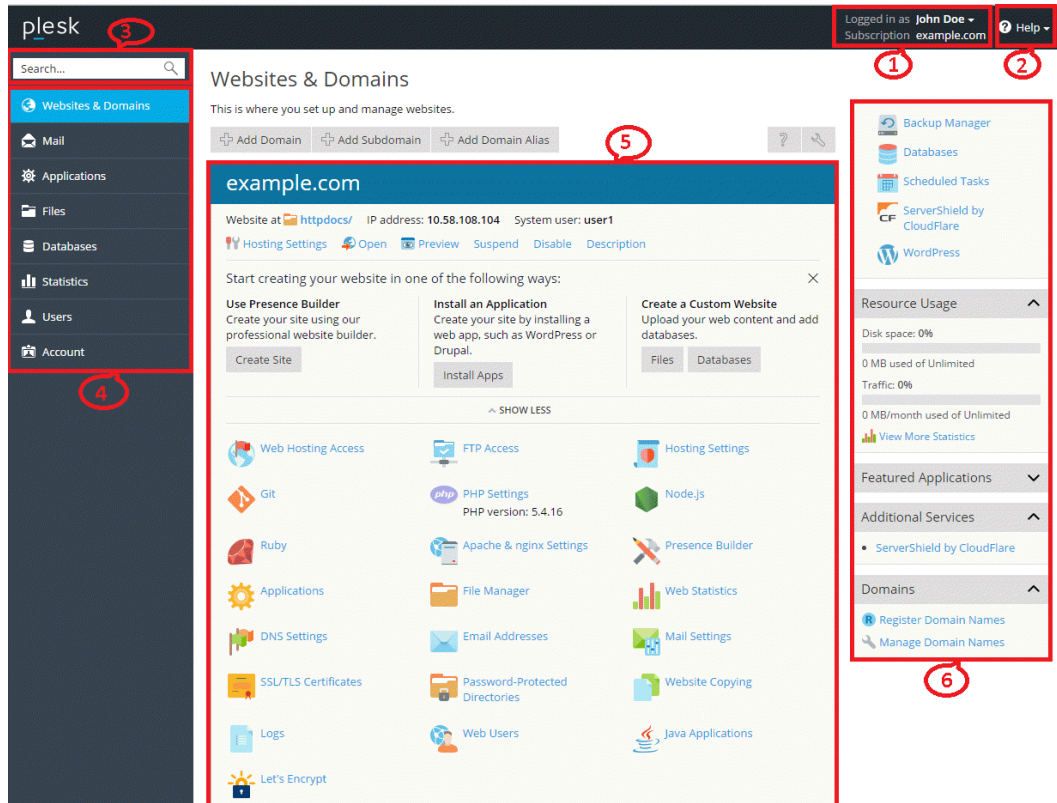 plesk
3
Logged in as John Doe
Subscription example.com
Help
1
2
Search...
Websites & Domains
Mail
Applications
Files
Databases
Statistics
Users
Account
4
Websites & Domains
This is where you set up and manage websites.
Add Domain Add Subdomain Add Domain Alias ?
5
example.com
Website at httpdocs/ IP address: 10.58.108.104 System user: user1
Hosting Settings Open Preview Suspend Disable Description
Start creating your website in one of the following ways:
Use Presence Builder
Create your site using our
professional website builder.
Create Site
Install an Application
Create your site by installing a
web app, such as WordPress or
Drupal.
Install Apps
Create a Custom Website
Upload your web content and add
databases.
Files Databases
SHOW LESS
Web Hosting Access FTP Access Hosting Settings
Git php PHP Settings Node.js
PHP version: 5.4.16
Ruby Apache & nginx Settings Presence Builder
Applications File Manager Web Statistics
DNS Settings Email Addresses Mail Settings
SSL/TLS Certificates Password-Protected Website Copying
Directories
Logs Web Users Java Applications
Let's Encrypt
Backup Manager
Databases
Scheduled Tasks
CF ServerShield by
CloudFlare
WordPress
Resource Usage
Disk space: 0%
0 MB used of Unlimited
Traffic: 0%
0 MB/month used of Unlimited
View More Statistics
Featured Applications
Additional Services
ServerShield by CloudFlare
Domains
R Register Domain Names
Manage Domain Names
6